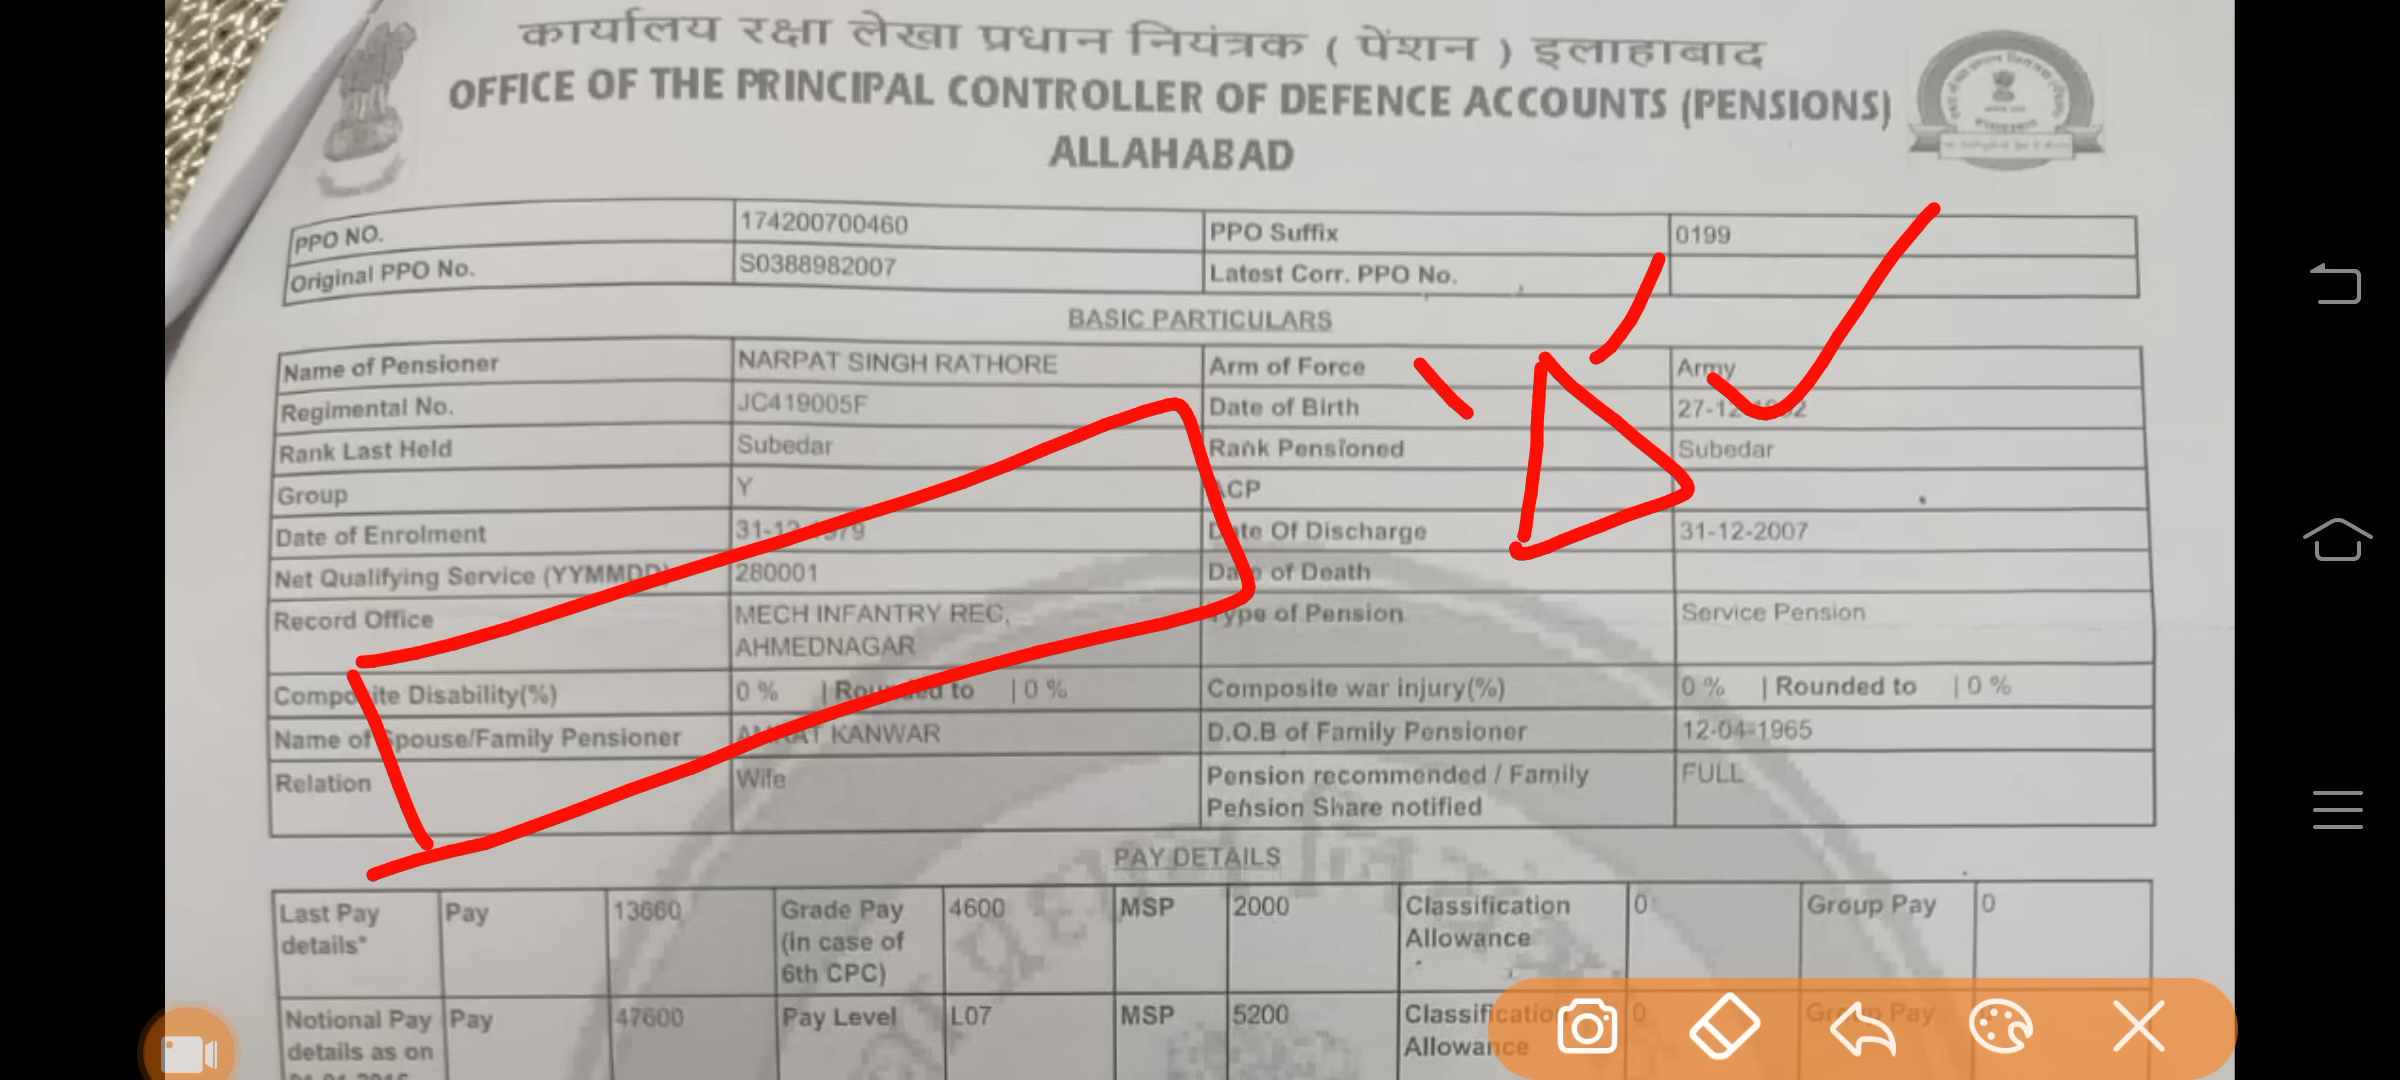 कार्यालय रक्षा लेखा प्रधान नियंत्रक ( पेंशन ) इलाहाबाद
OFFICE OF THE PRINCIPAL CONTROLLER OF DEFENCE ACCOUNTS (PENSIONS)
ALLAHABAD
PPO NO. 174200700460 PPO Suffix 0199
Original PPO No. S0388982007 Latest Corr. PPO No.
BASIC PARTICULARS
Name of Pensioner NARPAT SINGH RATHORE Arm of Force Army
Regimental No. JC419005F Date of Birth
Rank Last Held Subedar Rank Pensioned Subedar
Group Y ACP
Date of Enrolment Date Of Discharge 31-12-2007
Net Qualifying Service (YYMMDD) 280001 Date of Death
Record Office MECH INFANTRY REC, Type of Pension Service Pension
AHMEDNAGAR
Composite Disability(%) 0 % | Rounded to | 0 % Composite war injury(%) 0 % | Rounded to | 0 %
Name of Spouse/Family Pensioner KANWAR D.O.B of Family Pensioner 12-04-1965
Relation Wife Pension recommended / Family FULL
Pension Share notified
PAY DETAILS
Last Pay Pay 13660 Grade Pay 4600 MSP 2000 Classification 0 Group Pay 0
details* (in case of Allowance
6th CPC)
Notional Pay Pay 47600 Pay Level L07 MSP 5200 Classification 0 Group Pay
details as on Allowance